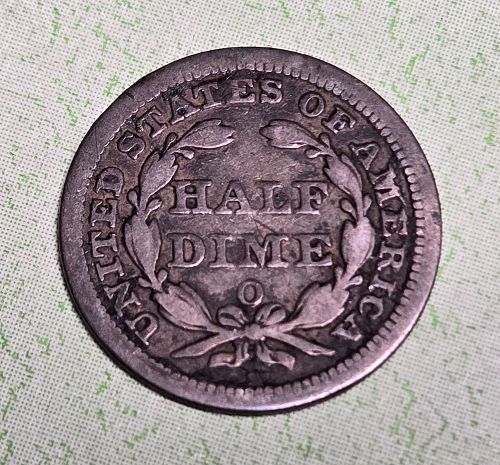 UNITED STATES OF AMERICA
HALF
DIME
O